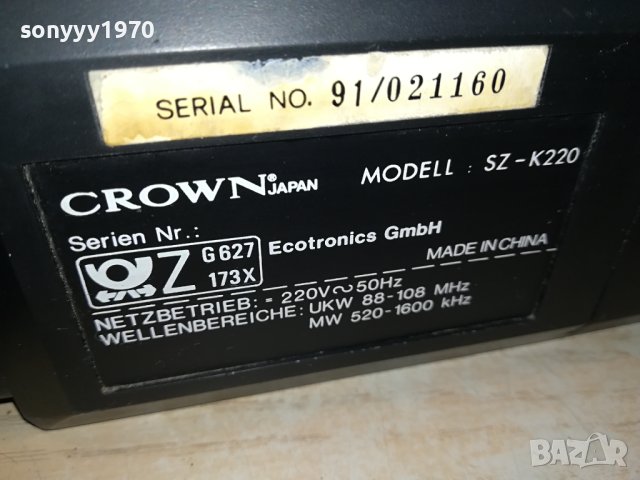 sonyyy1970
SERIAL NO. 91/021160
CROWN® JAPAN MODELL : SZ-K220
Serien Nr.:
Z G627 173X Ecotronics GmbH
MADE IN CHINA
NETZBETRIEB: = 220V~50Hz
WELLENBEREICHE: UKW 88-108 MHz
MW 520-1600 kHz
BAZAR